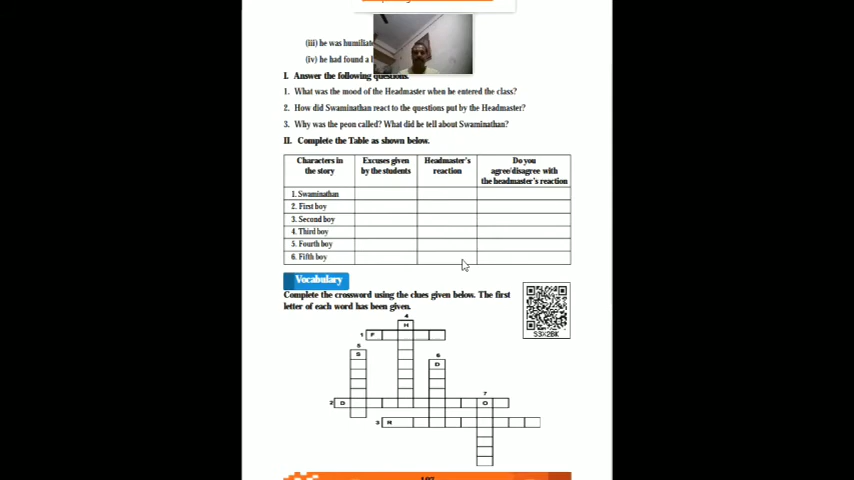 (iii) he was humiliate
(iv) he had found a
I. Answer the following questions.
1. What was the mood of the Headmaster when he entered the class?
2. How did Swaminathan react to the questions put by the Headmaster?
3. Why was the peon called? What did he tell about Swaminathan?
II. Complete the Table as shown below.
Characters in the story
Excuses given by the students
Headmaster's reaction
Do you agree/disagree with the headmaster's reaction
1. Swaminathan
2. First boy
3. Second boy
4. Third boy
5. Fourth boy
6. Fifth boy
Vocabulary
Complete the crossword using the clues given below. The first
letter of each word has been given.
S3X2BK
4
H
1 F
5
S
6
D
7
2 D
O
3 R
107